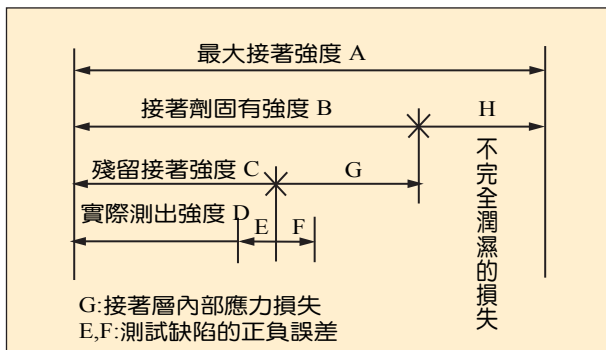 最大接著強度 A
接著劑固有強度 B
H
殘留接著強度 C
G
實際測出強度 D
E
F
不完全潤濕的損失
G:接著層內部應力損失
E,F:測試缺陷的正負誤差